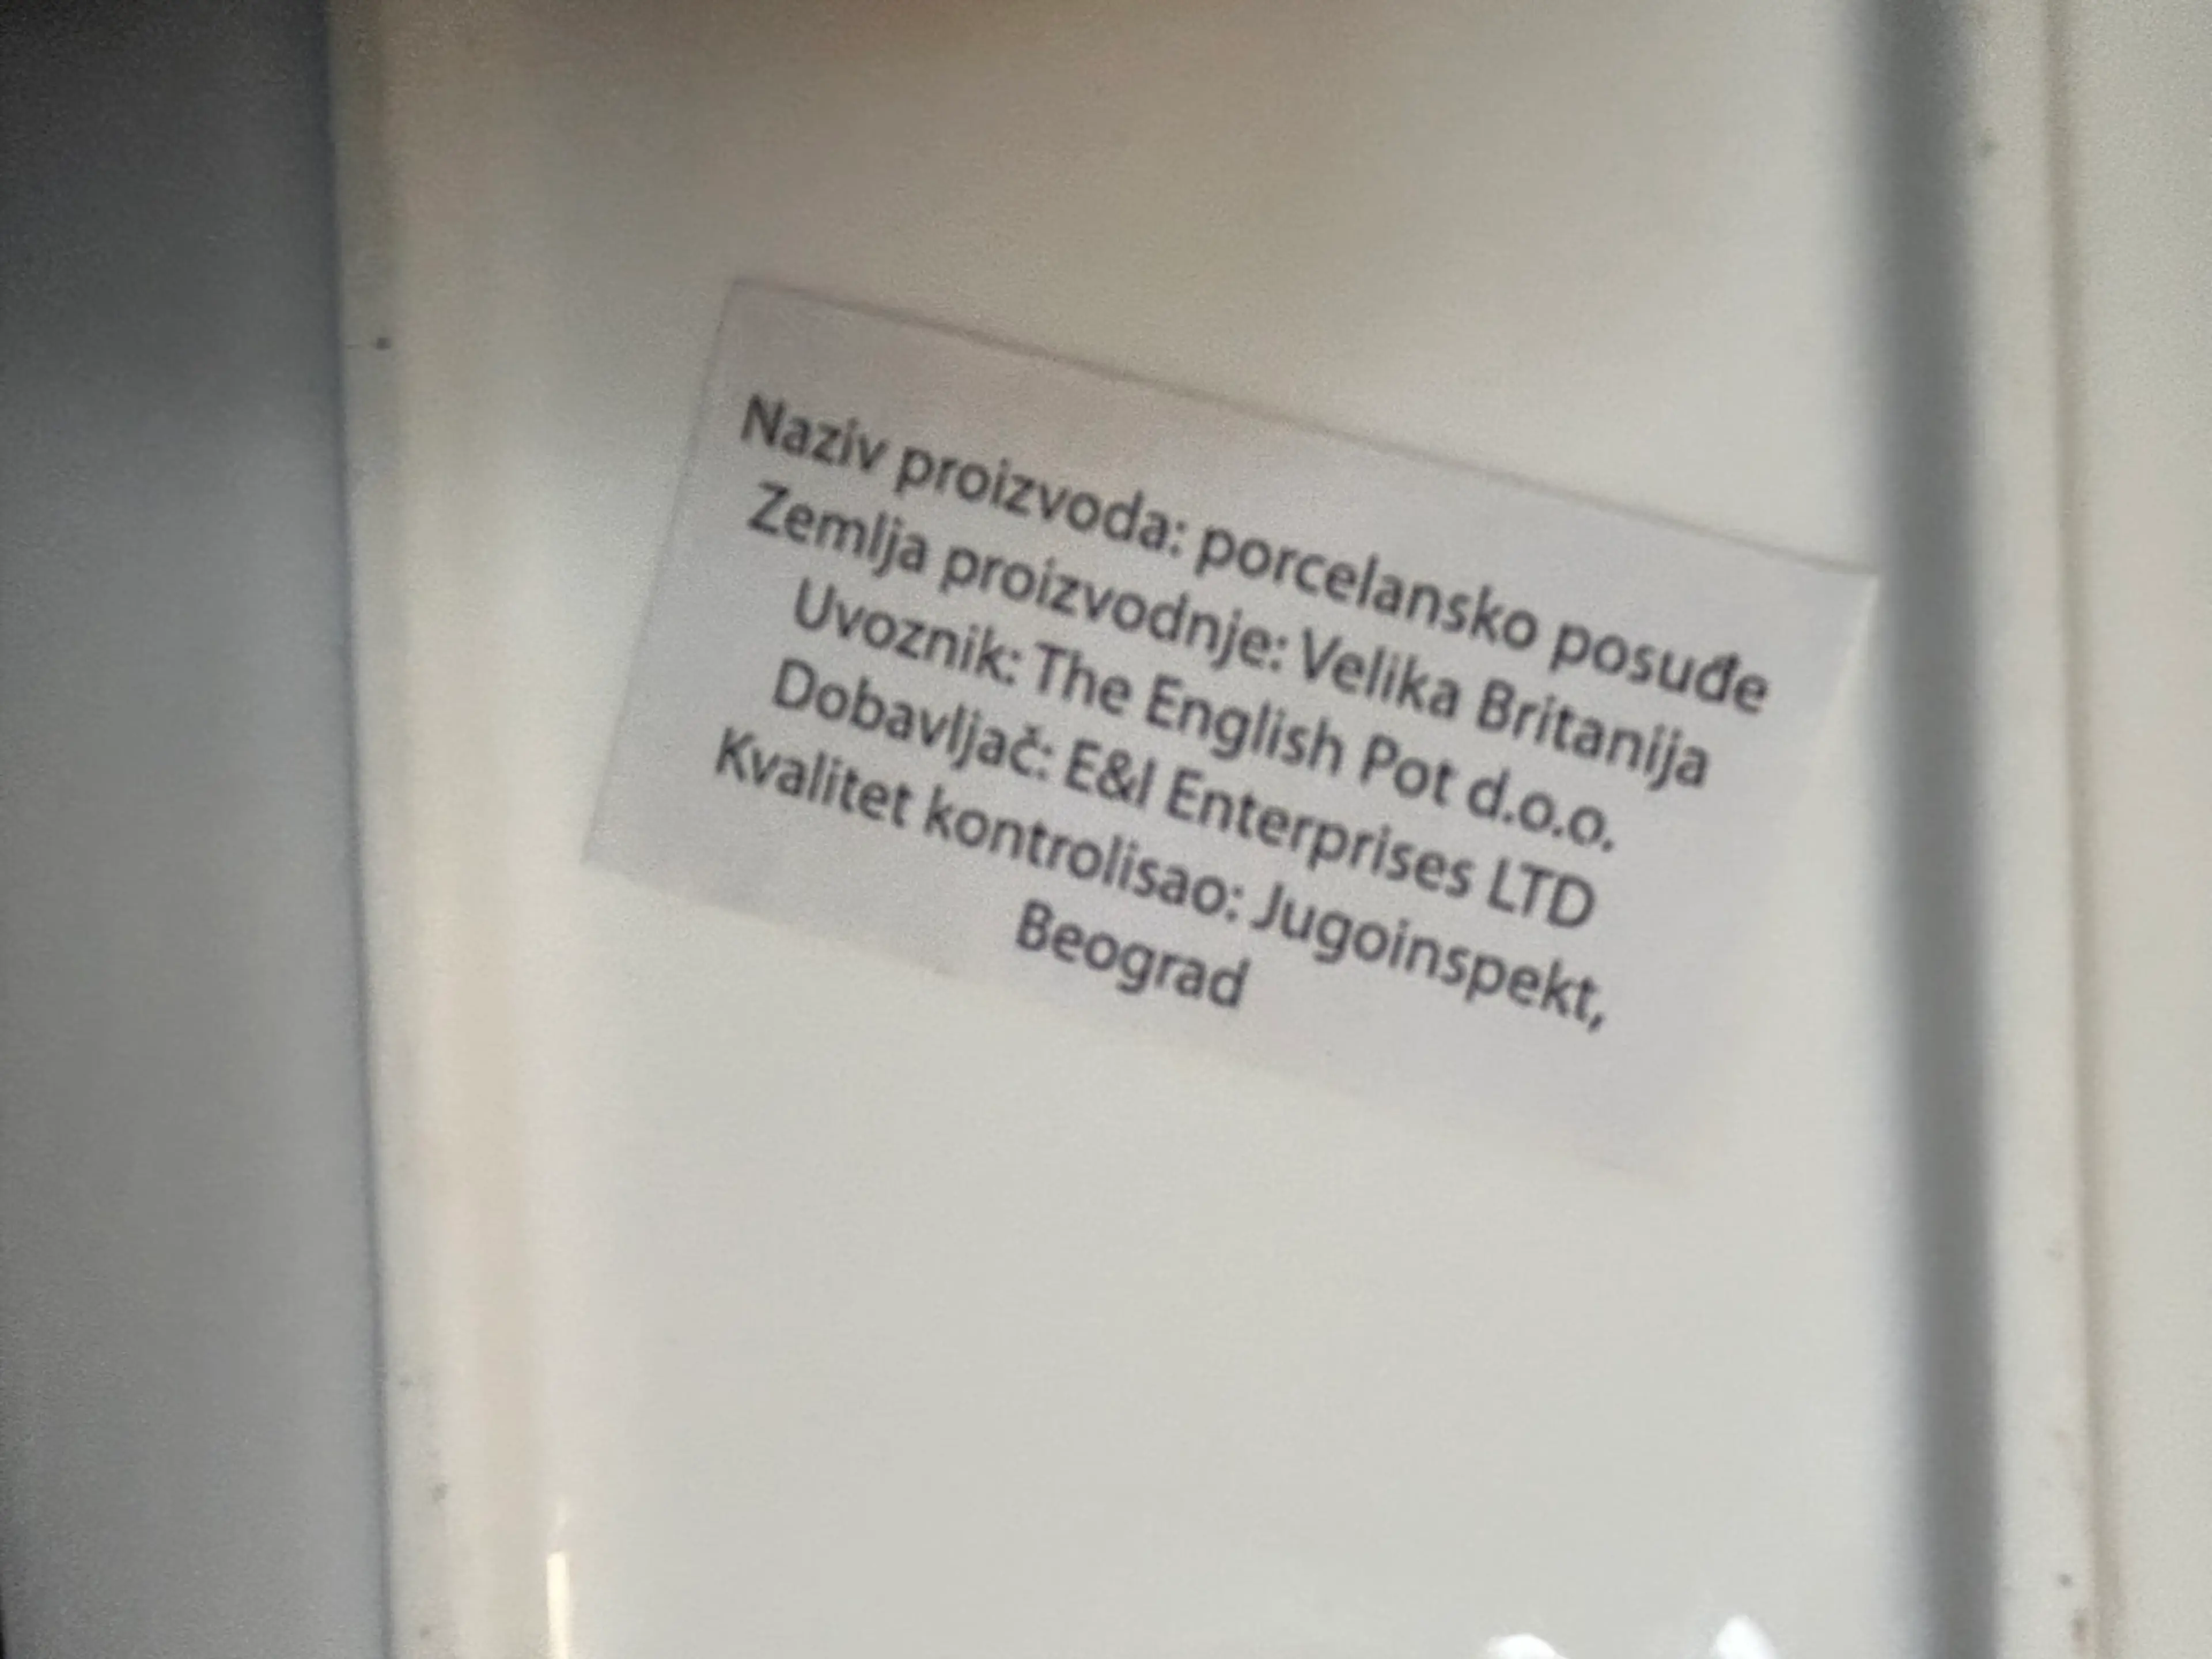 Naziv proizvoda: porcelansko posuđe
Zemlja proizvodnje: Velika Britanija
Uvoznik: The English Pot d.o.o.
Dobavljač: E&I Enterprises LTD
Kvalitet kontrolisao: Jugoinspekt,
Beograd